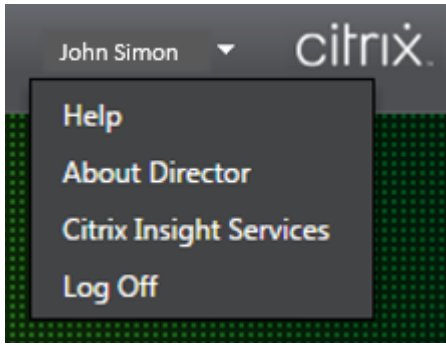 John Simon
citrix
Help
About Director
Citrix Insight Services
Log Off